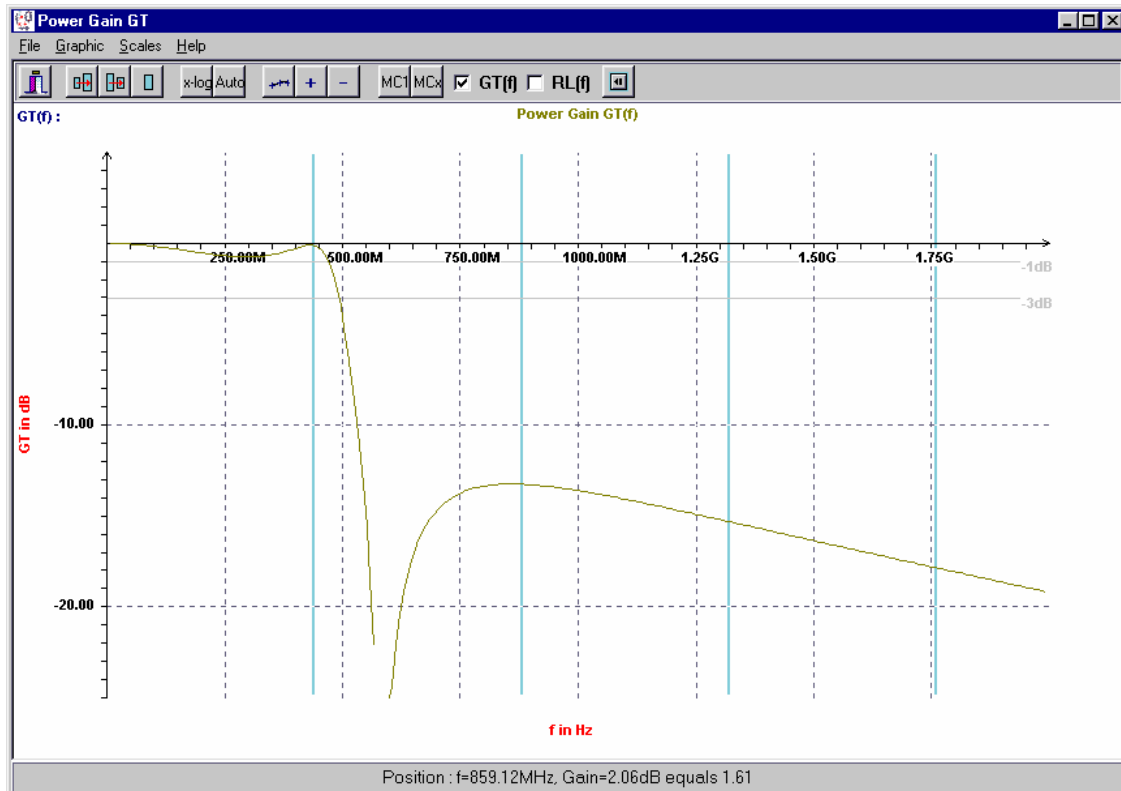 Power Gain GT
File Graphic Scales Help
x-log Auto + - MC1 MCx GT(f) RL(f)
GT(f) : Power Gain GT(f)
250.00M 500.00M 750.00M 1000.00M 1.25G 1.50G 1.75G
-1dB
-3dB
-10.00
GT in dB
-20.00
f in Hz
Position : f=859.12MHz, Gain=2.06dB equals 1.61